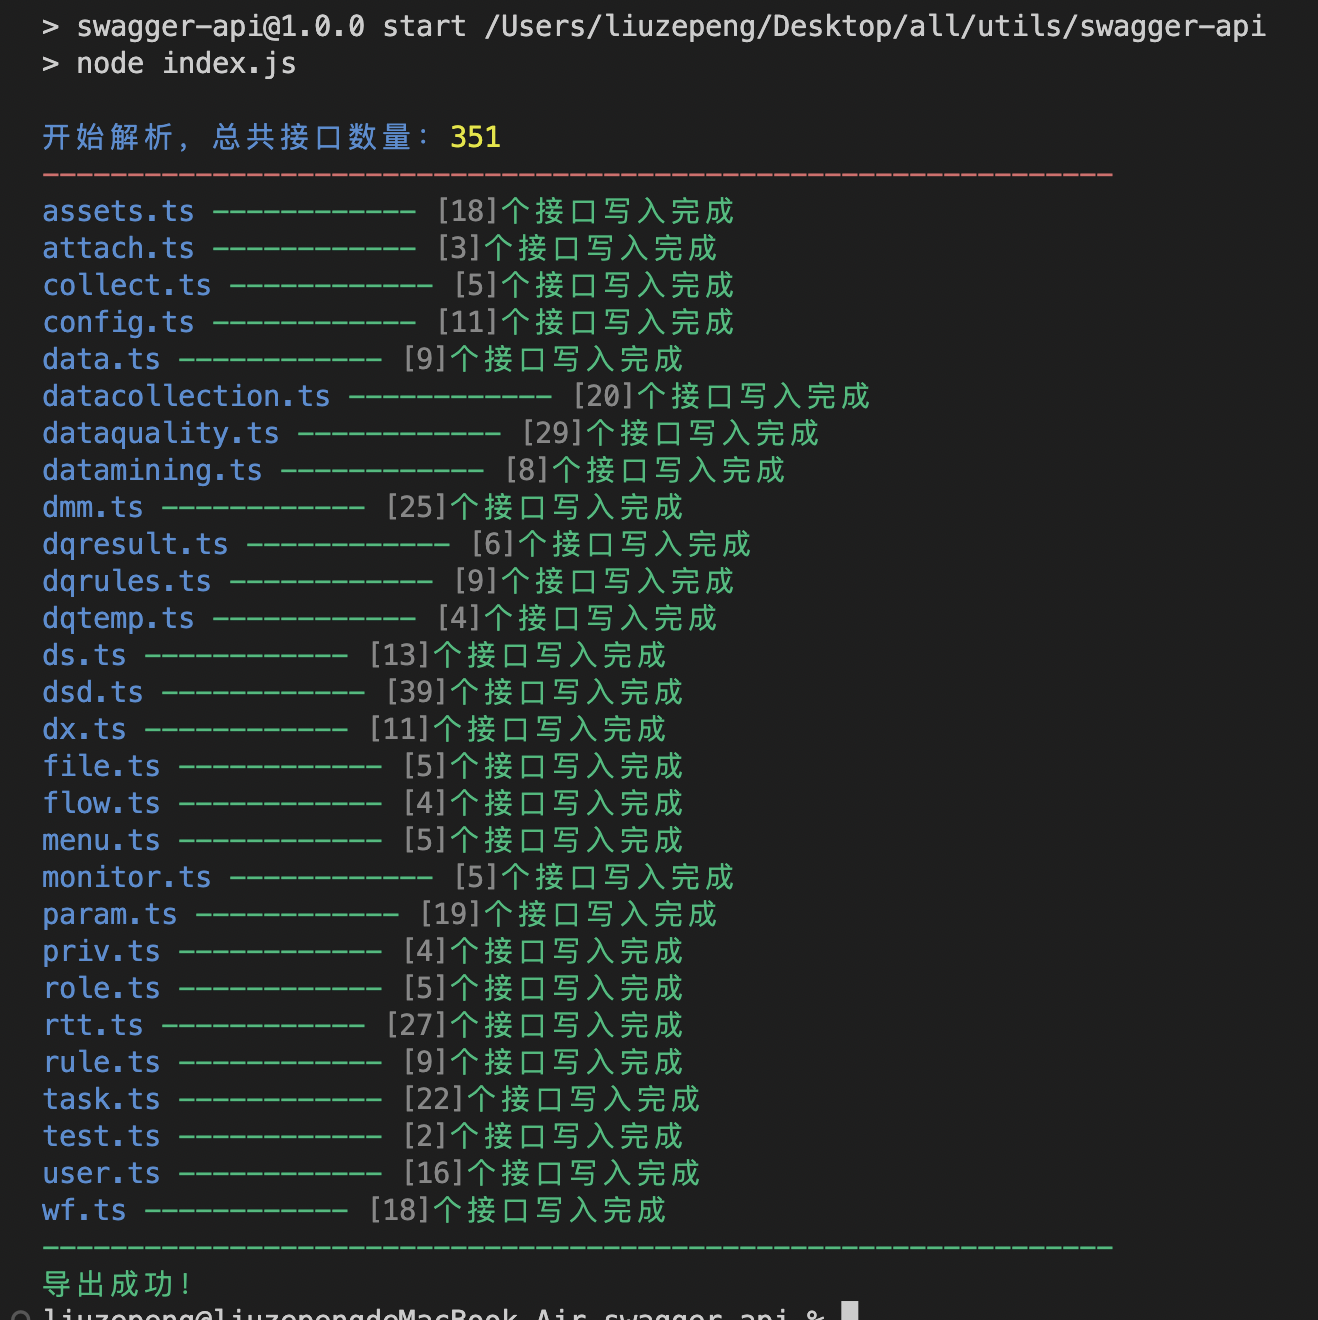 > swagger-api@1.0.0 start /Users/liuzepeng/Desktop/all/utils/swagger-api
> node index.js
开始解析, 总共接口数量: 351
---------------------------------------------------------------
assets.ts ------------ [18]个接口写入完成
attach.ts ------------ [3]个接口写入完成
collect.ts ------------ [5]个接口写入完成
config.ts ------------ [11]个接口写入完成
data.ts ------------ [9]个接口写入完成
datacollection.ts ------------ [20]个接口写入完成
dataquality.ts ------------ [29]个接口写入完成
datamining.ts ------------ [8]个接口写入完成
dmm.ts ------------ [25]个接口写入完成
dqresult.ts ------------ [6]个接口写入完成
dqrules.ts ------------ [9]个接口写入完成
dqtemp.ts ------------ [4]个接口写入完成
ds.ts ------------ [13]个接口写入完成
dsd.ts ------------ [39]个接口写入完成
dx.ts ------------ [11]个接口写入完成
file.ts ------------ [5]个接口写入完成
flow.ts ------------ [4]个接口写入完成
menu.ts ------------ [5]个接口写入完成
monitor.ts ------------ [5]个接口写入完成
param.ts ------------ [19]个接口写入完成
priv.ts ------------ [4]个接口写入完成
role.ts ------------ [5]个接口写入完成
rtt.ts ------------ [27]个接口写入完成
rule.ts ------------ [9]个接口写入完成
task.ts ------------ [22]个接口写入完成
test.ts ------------ [2]个接口写入完成
user.ts ------------ [16]个接口写入完成
wf.ts ------------ [18]个接口写入完成
---------------------------------------------------------------
导出成功!
liuzepeng@liuzepengdeMacBook-Air swagger-api %